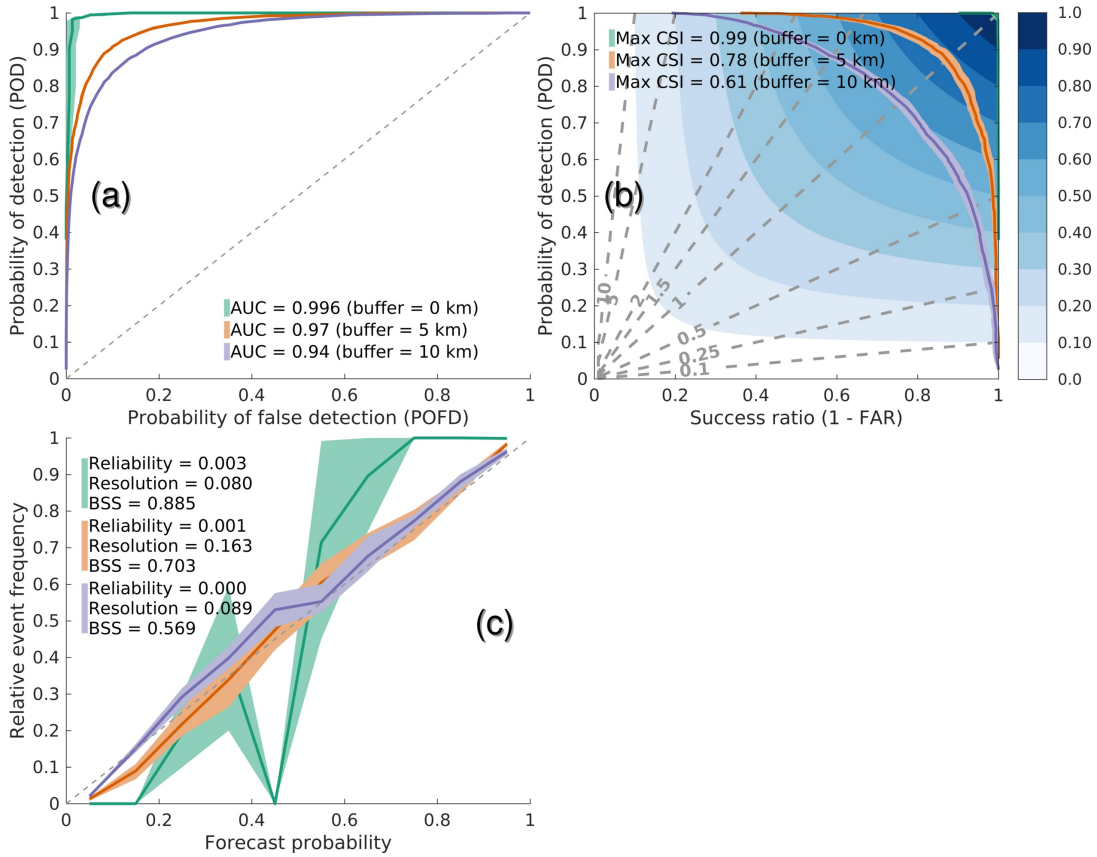 1
0.9
0.8
0.7
0.6
0.5
0.4
0.3
0.2
0.1
0
Probability of detection (POD)
(a)
AUC = 0.996 (buffer = 0 km)
AUC = 0.97 (buffer = 5 km)
AUC = 0.94 (buffer = 10 km)
0 0.2 0.4 0.6 0.8 1
Probability of false detection (POFD)
1
0.9
0.8
0.7
0.6
0.5
0.4
0.3
0.2
0.1
0
Probability of detection (POD)
Max CSI = 0.99 (buffer = 0 km)
Max CSI = 0.78 (buffer = 5 km)
Max CSI = 0.61 (buffer = 10 km)
(b)
10 2 1.5 1
0.5
0.25
0.1
0 0.2 0.4 0.6 0.8 1
Success ratio (1 - FAR)
1.0
0.90
0.80
0.70
0.60
0.50
0.40
0.30
0.20
0.10
0.0
1
0.9
0.8
0.7
0.6
0.5
0.4
0.3
0.2
0.1
0
Relative event frequency
Reliability = 0.003
Resolution = 0.080
BSS = 0.885
Reliability = 0.001
Resolution = 0.163
BSS = 0.703
Reliability = 0.000
Resolution = 0.089
BSS = 0.569
(c)
0 0.2 0.4 0.6 0.8 1
Forecast probability